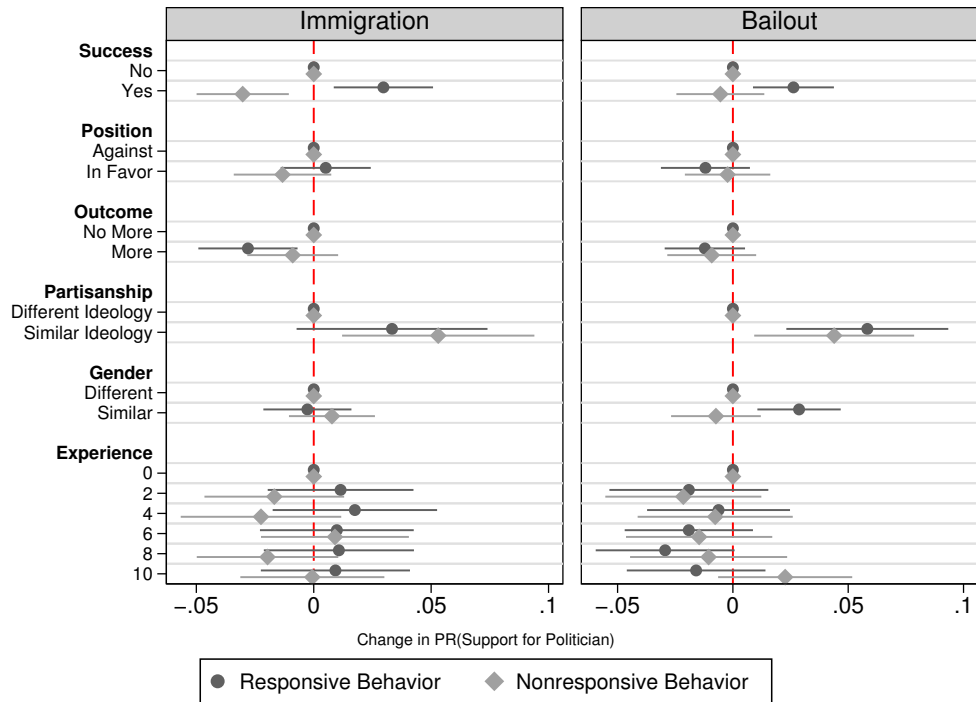 Immigration Bailout
Success
No
Yes
Position
Against
In Favor
Outcome
No More
More
Partisanship
Different Ideology
Similar Ideology
Gender
Different
Similar
Experience
0
2
4
6
8
10
−.05 0 .05 .1 −.05 0 .05 .1
Change in PR(Support for Politician)
Responsive Behavior Nonresponsive Behavior